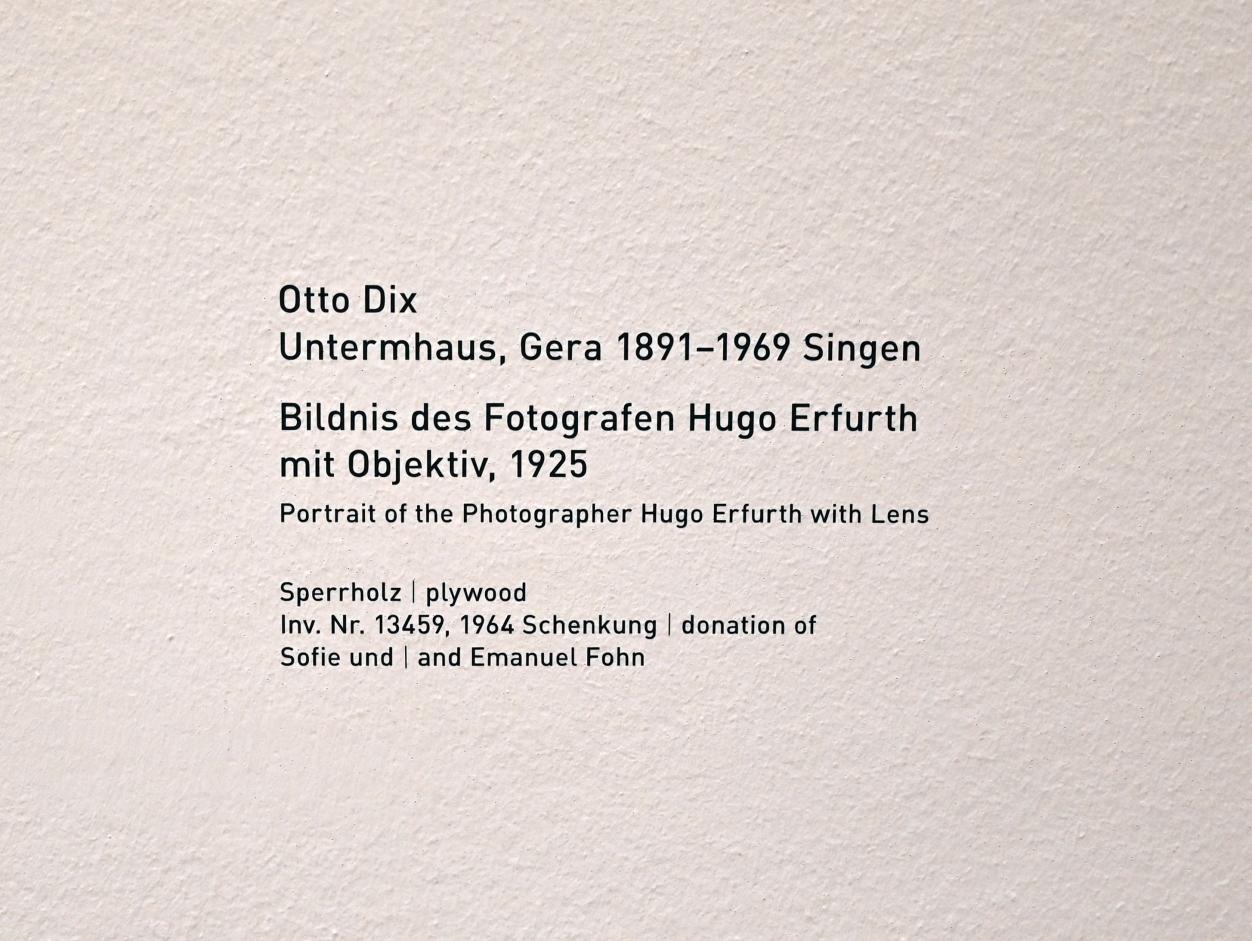 Otto Dix
Untermhaus, Gera 1891–1969 Singen
Bildnis des Fotografen Hugo Erfurth
mit Objektiv, 1925
Portrait of the Photographer Hugo Erfurth with Lens
Sperrholz | plywood
Inv. Nr. 13459, 1964 Schenkung | donation of
Sofie und | and Emanuel Fohn